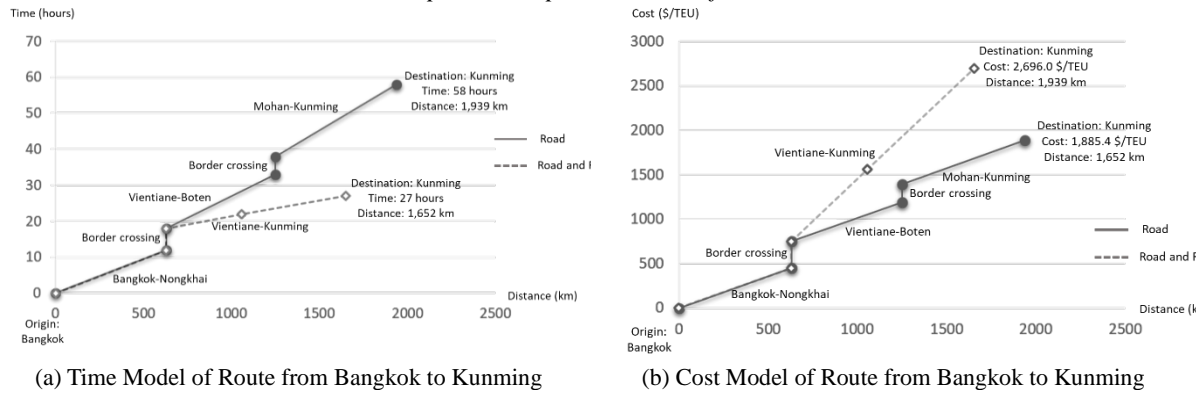 Time (hours)
70
60
50
40
30
20
10
0
0
500
1000
1500
2000
2500
Distance (km)
Origin:
Bangkok
Bangkok-Nongkhai
Border crossing
Vientiane-Boten
Border crossing
Mohan-Kunming
Vientiane-Kunming
Destination: Kunming
Time: 58 hours
Distance: 1,939 km
Destination: Kunming
Time: 27 hours
Distance: 1,652 km
Road
Road and
(a) Time Model of Route from Bangkok to Kunming
Cost ($/TEU)
3000
2500
2000
1500
1000
500
0
0
500
1000
1500
2000
2500
Distance
Origin:
Bangkok
Bangkok-Nongkhai
Border crossing
Vientiane-Boten
Border crossing
Mohan-Kunming
Vientiane-Kunming
Destination: Kunming
Cost: 2,696.0 $/TEU
Distance: 1,939 km
Destination: Kunming
Cost: 1,885.4 $/TEU
Distance: 1,652 km
Road
Road and
(b) Cost Model of Route from Bangkok to Kunming